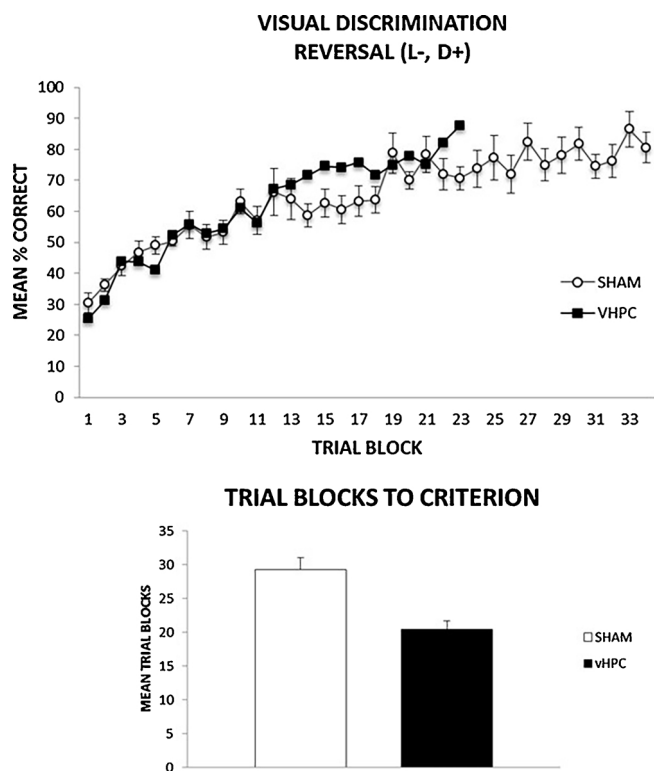 VISUAL DISCRIMINATION
REVERSAL (L-, D+)
100
90
80
70
60
50
40
30
20
10
0
MEAN % CORRECT
SHAM
VHPC
1 3 5 7 9 11 13 15 17 19 21 23 25 27 29 31 33
TRIAL BLOCK
TRIAL BLOCKS TO CRITERION
35
30
25
20
15
10
5
0
MEAN TRIAL BLOCKS
SHAM
vHPC